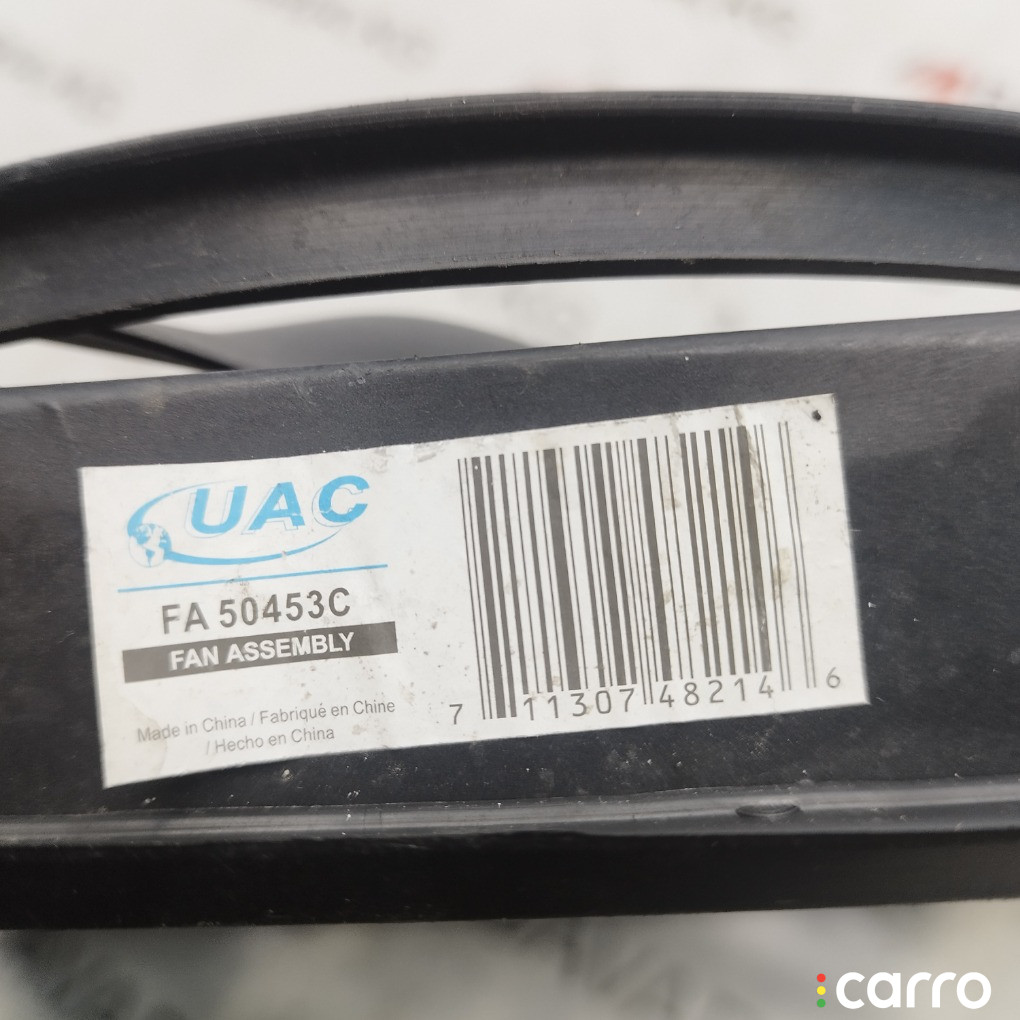 UAC
FA 50453C
FAN ASSEMBLY
Made in China / Fabriqué en Chine
/ Hecho en China
7 11307 48214 6
carro